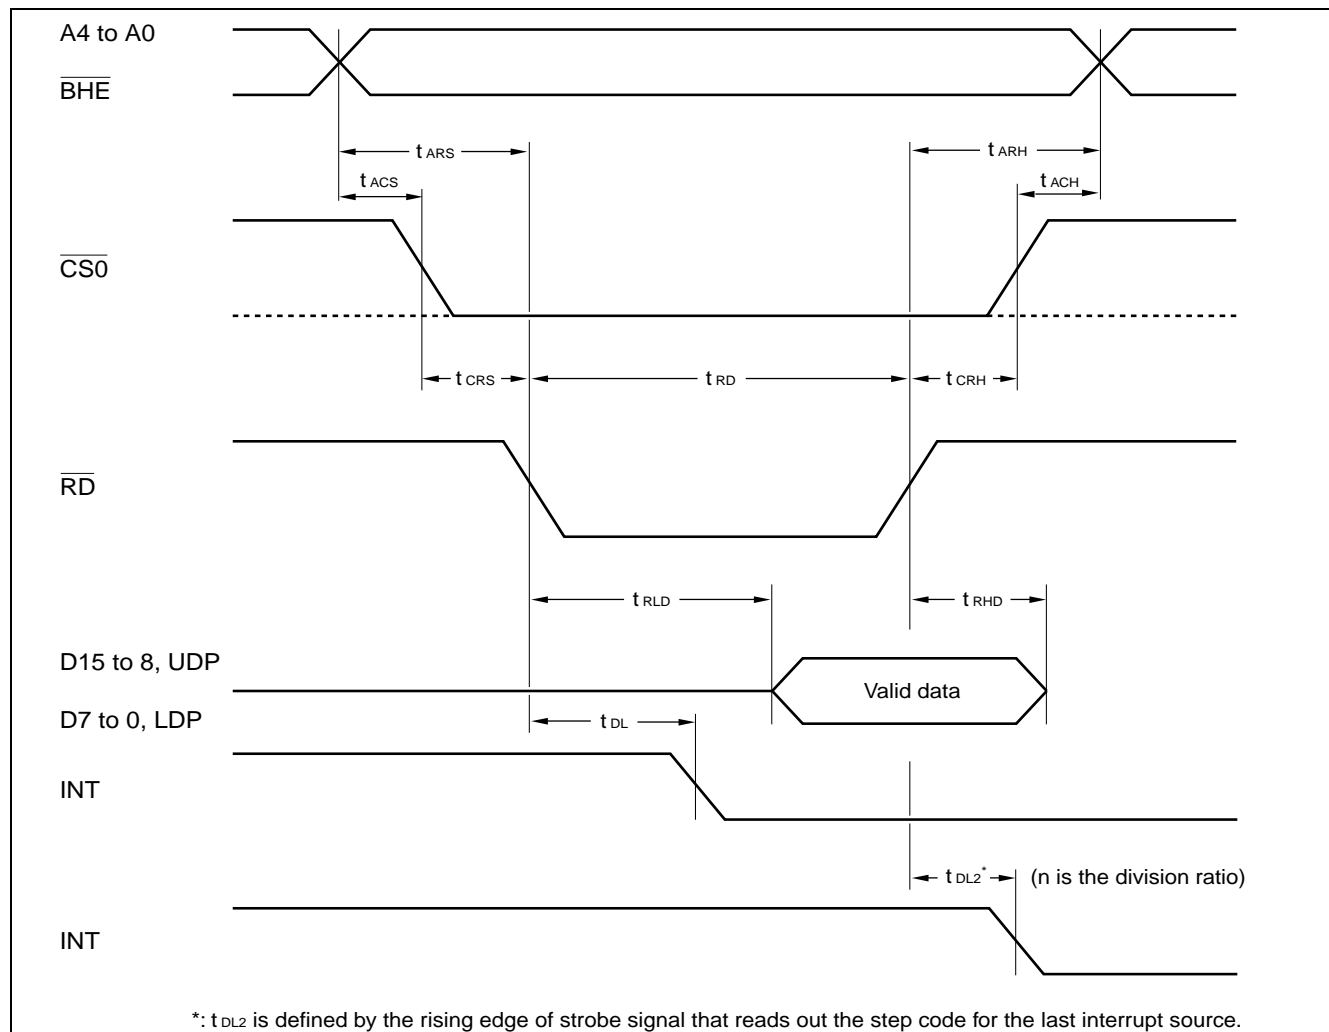 A4 to A0
BHE
t ARS
t ARH
t ACS
t ACH
CS0
t CRS
t RD
t CRH
RD
t RLD
t RHD
D15 to 8, UDP
Valid data
D7 to 0, LDP
t DL
INT
t DL2* (n is the division ratio)
INT
*: t DL2 is defined by the rising edge of strobe signal that reads out the step code for the last interrupt source.